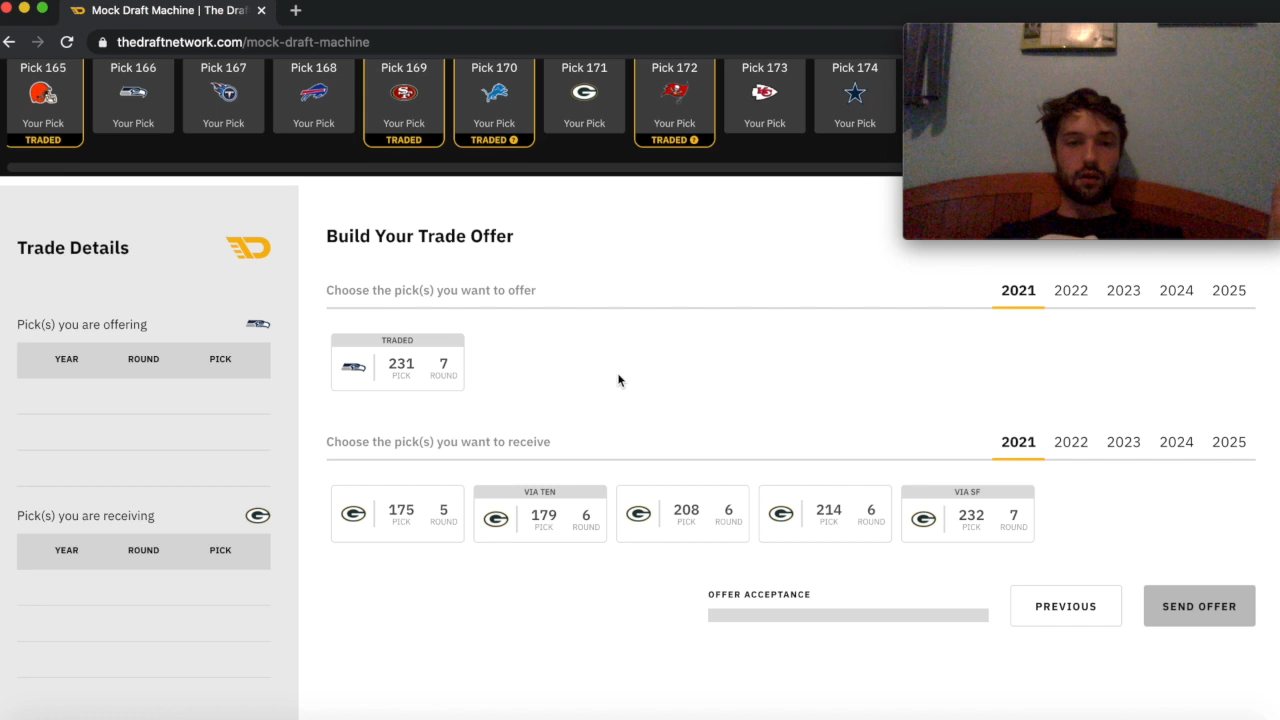 Mock Draft Machine | The Dra
thedraftnetwork.com/mock-draft-machine
Pick 165 Pick 166 Pick 167 Pick 168 Pick 169 Pick 170 Pick 171 Pick 172 Pick 173 Pick 174
Your Pick Your Pick Your Pick Your Pick Your Pick Your Pick Your Pick Your Pick Your Pick Your Pick
TRADED TRADED TRADED ? TRADED ?
Trade Details
Pick(s) you are offering
YEAR ROUND PICK
Pick(s) you are receiving
YEAR ROUND PICK
Build Your Trade Offer
Choose the pick(s) you want to offer 2021 2022 2023 2024 2025
TRADED
231 7
PICK ROUND
Choose the pick(s) you want to receive 2021 2022 2023 2024 2025
VIA TEN VIA SF
175 5 179 6 208 6 214 6 232 7
PICK ROUND PICK ROUND PICK ROUND PICK ROUND PICK ROUND
OFFER ACCEPTANCE
PREVIOUS
SEND OFFER